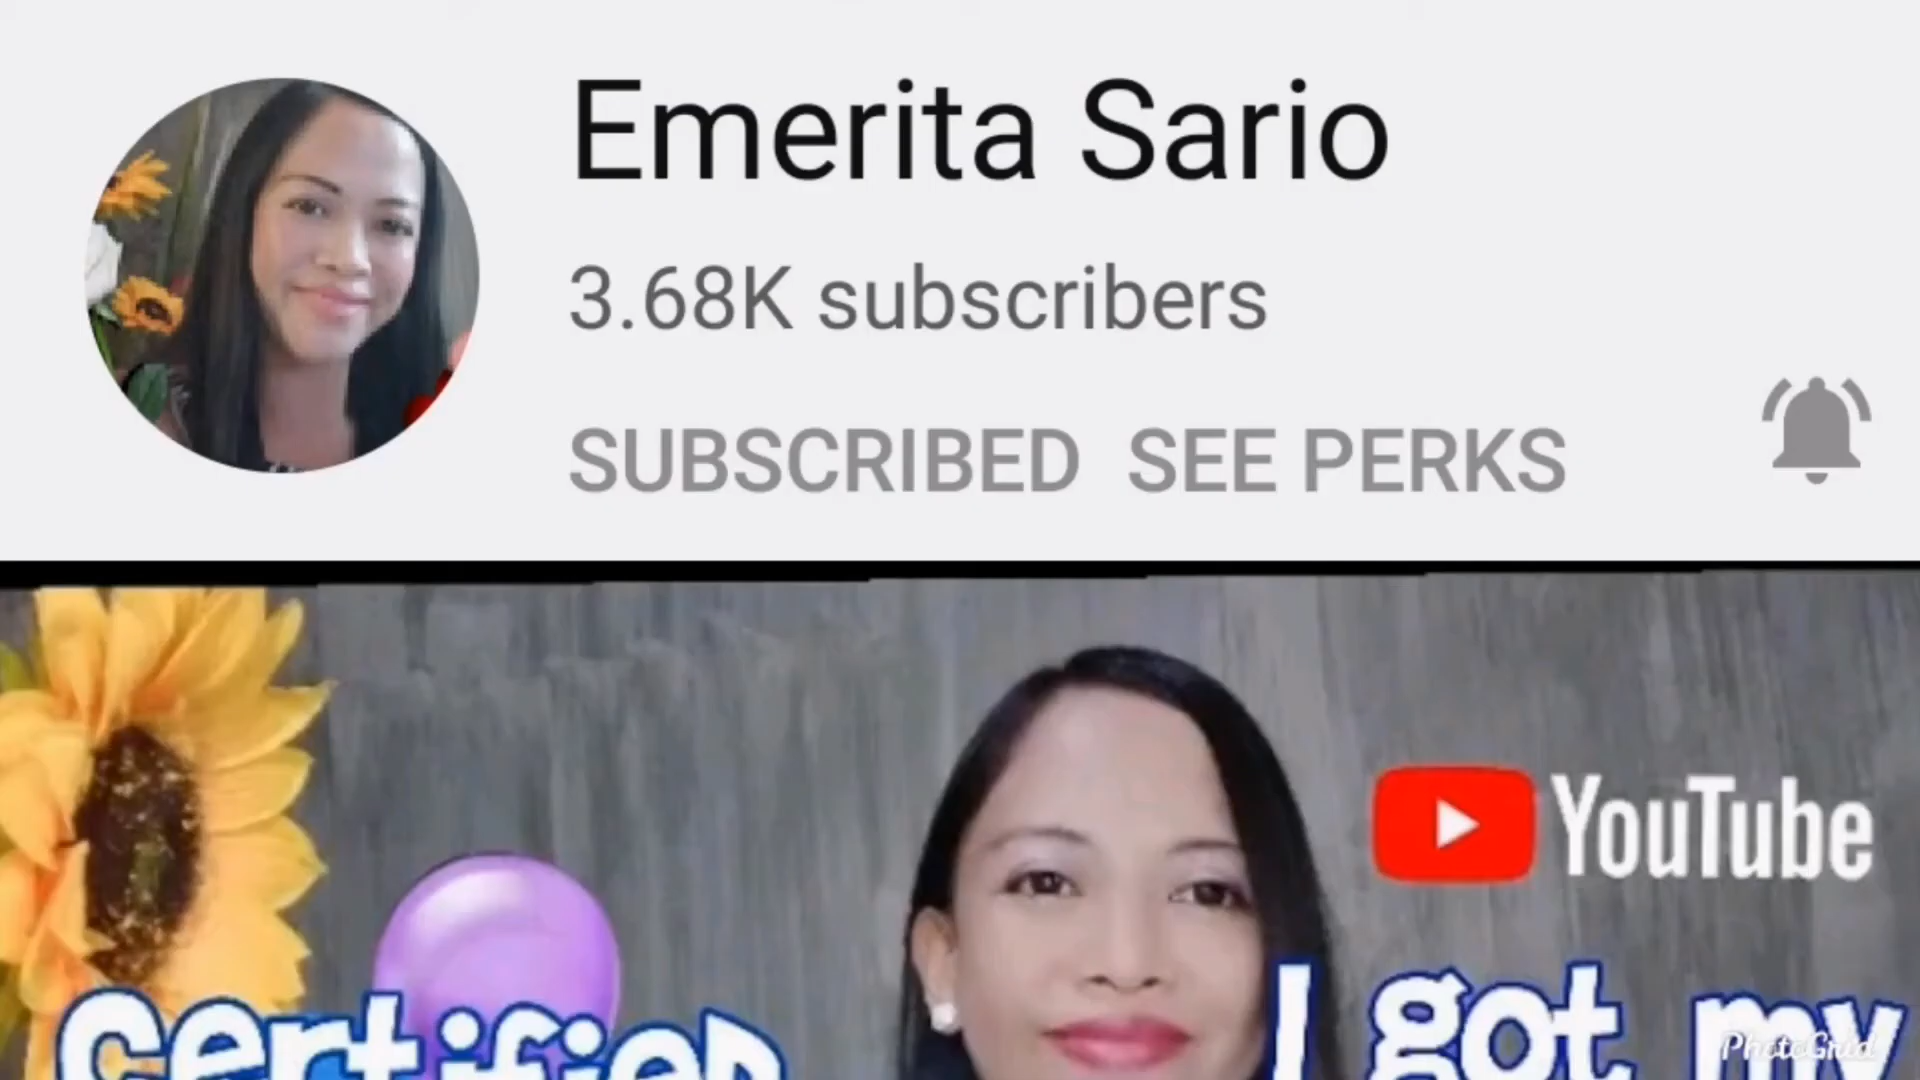 Emerita Sario
3.68K subscribers
SUBSCRIBED SEE PERKS
YouTube
certified
I got my
PhotoGrid